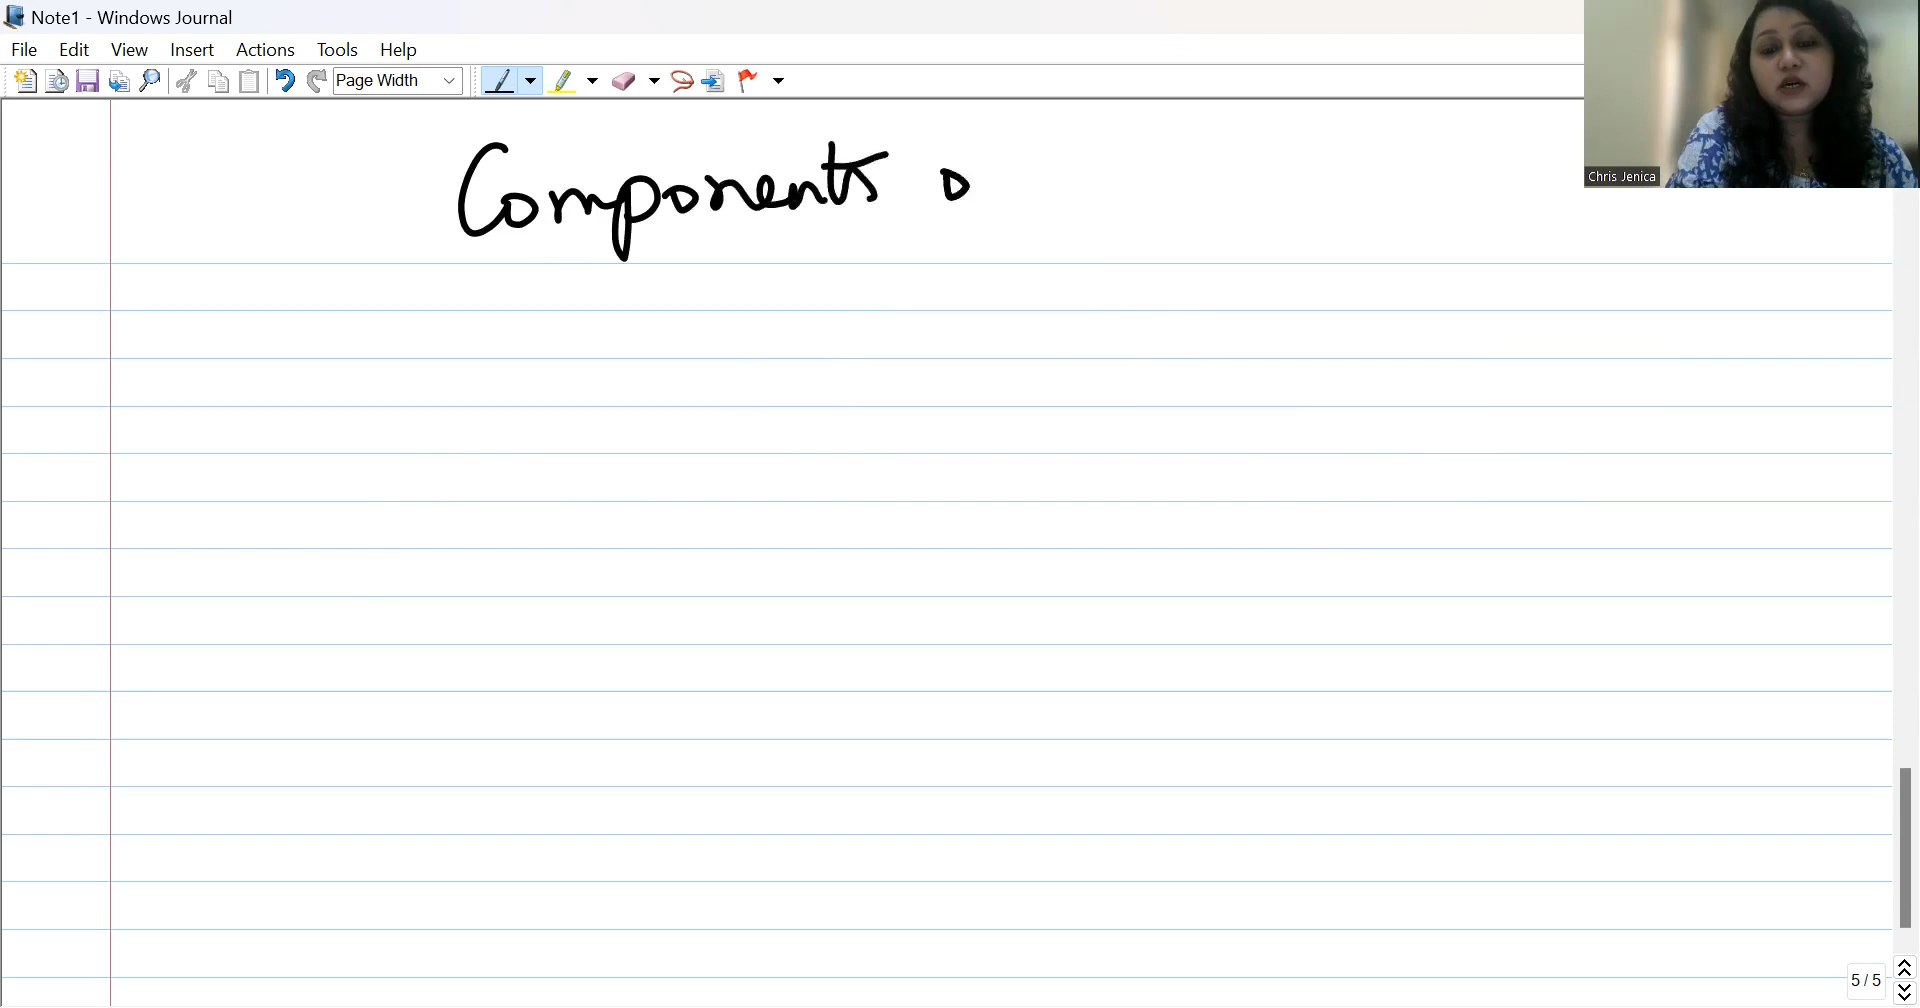 Note1 - Windows Journal
File Edit View Insert Actions Tools Help
Page Width
Chris Jenica
Components o
5 / 5